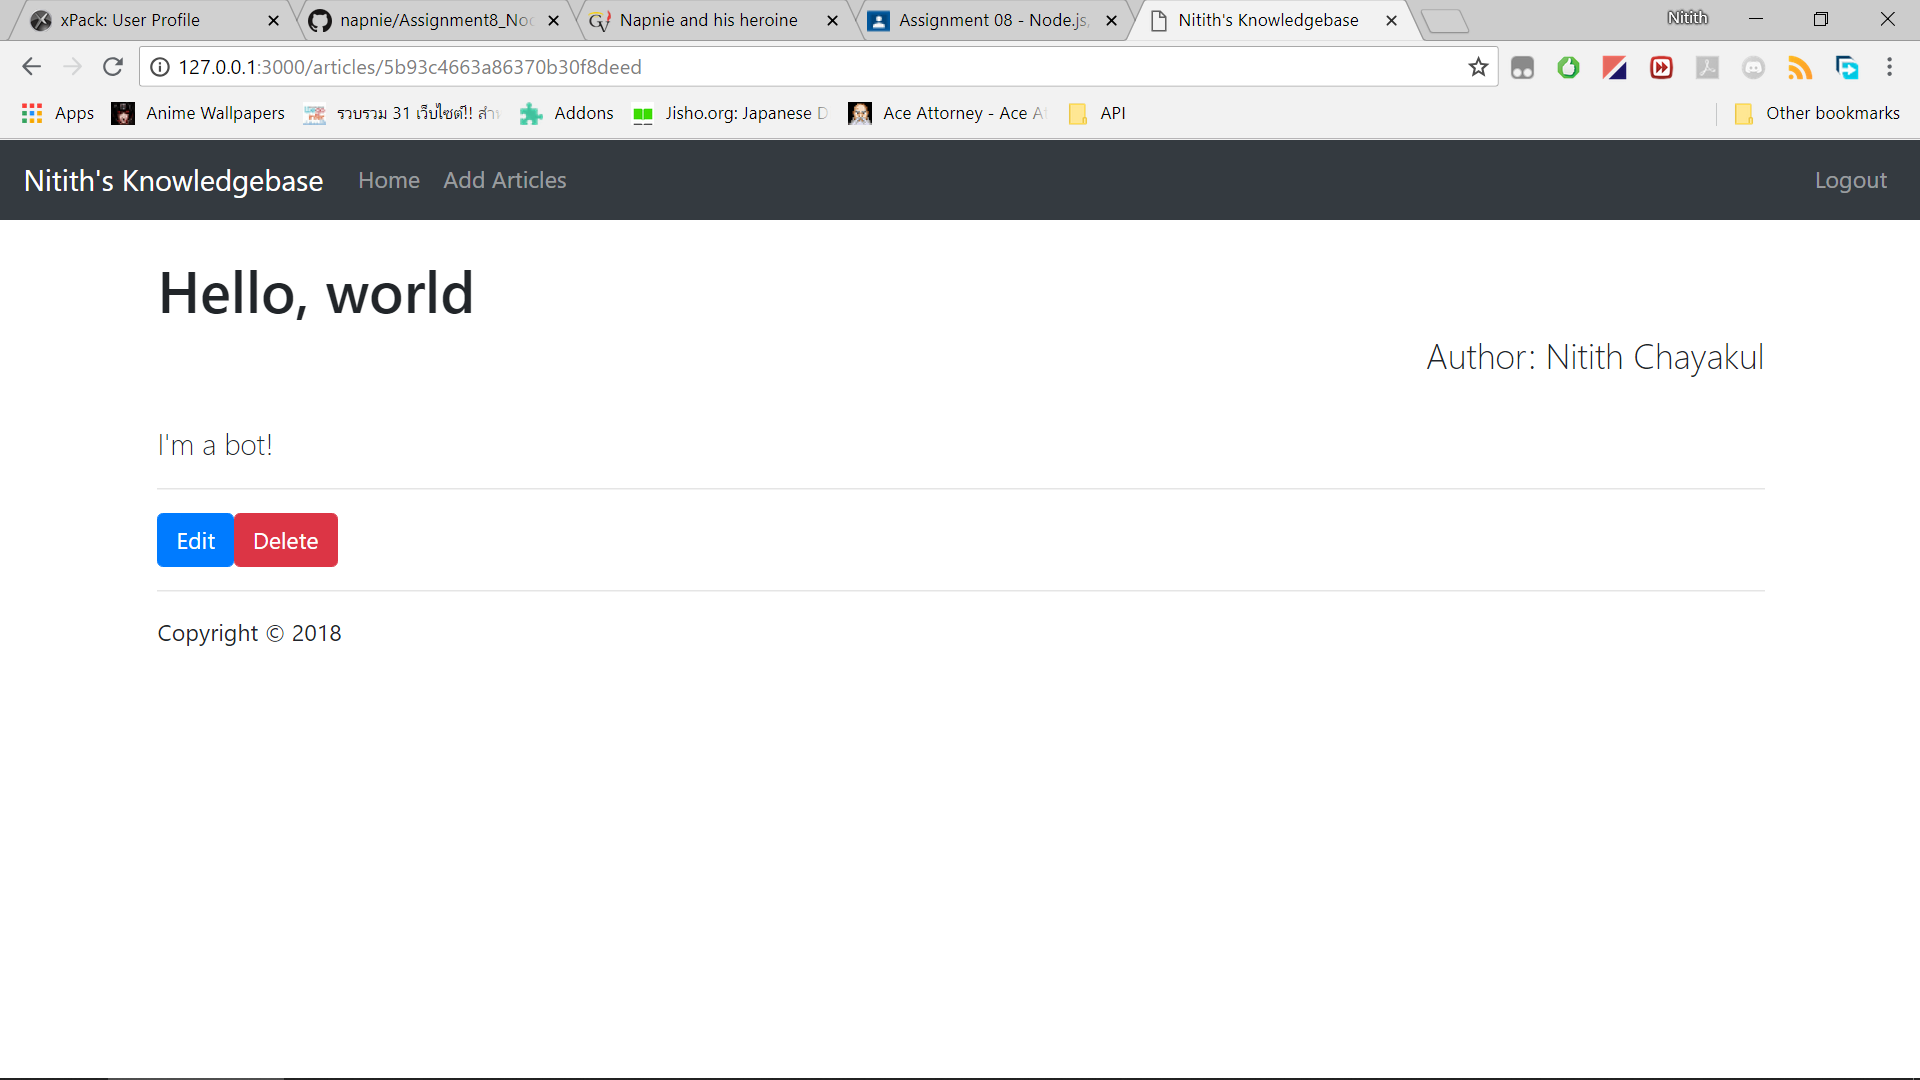 xPack: User Profile
napnie/Assignment8_Noc
Napnie and his heroine
Assignment 08 - Node.js,
Nitith's Knowledgebase
Nitith
127.0.0.1:3000/articles/5b93c4663a86370b30f8deed
Apps
Anime Wallpapers
รวบรวม 31 เว็บไซต์!! สำห
Addons
Jisho.org: Japanese D
Ace Attorney - Ace At
API
Other bookmarks
Nitith's Knowledgebase
Home
Add Articles
Logout
Hello, world
Author: Nitith Chayakul
I'm a bot!
Edit
Delete
Copyright © 2018